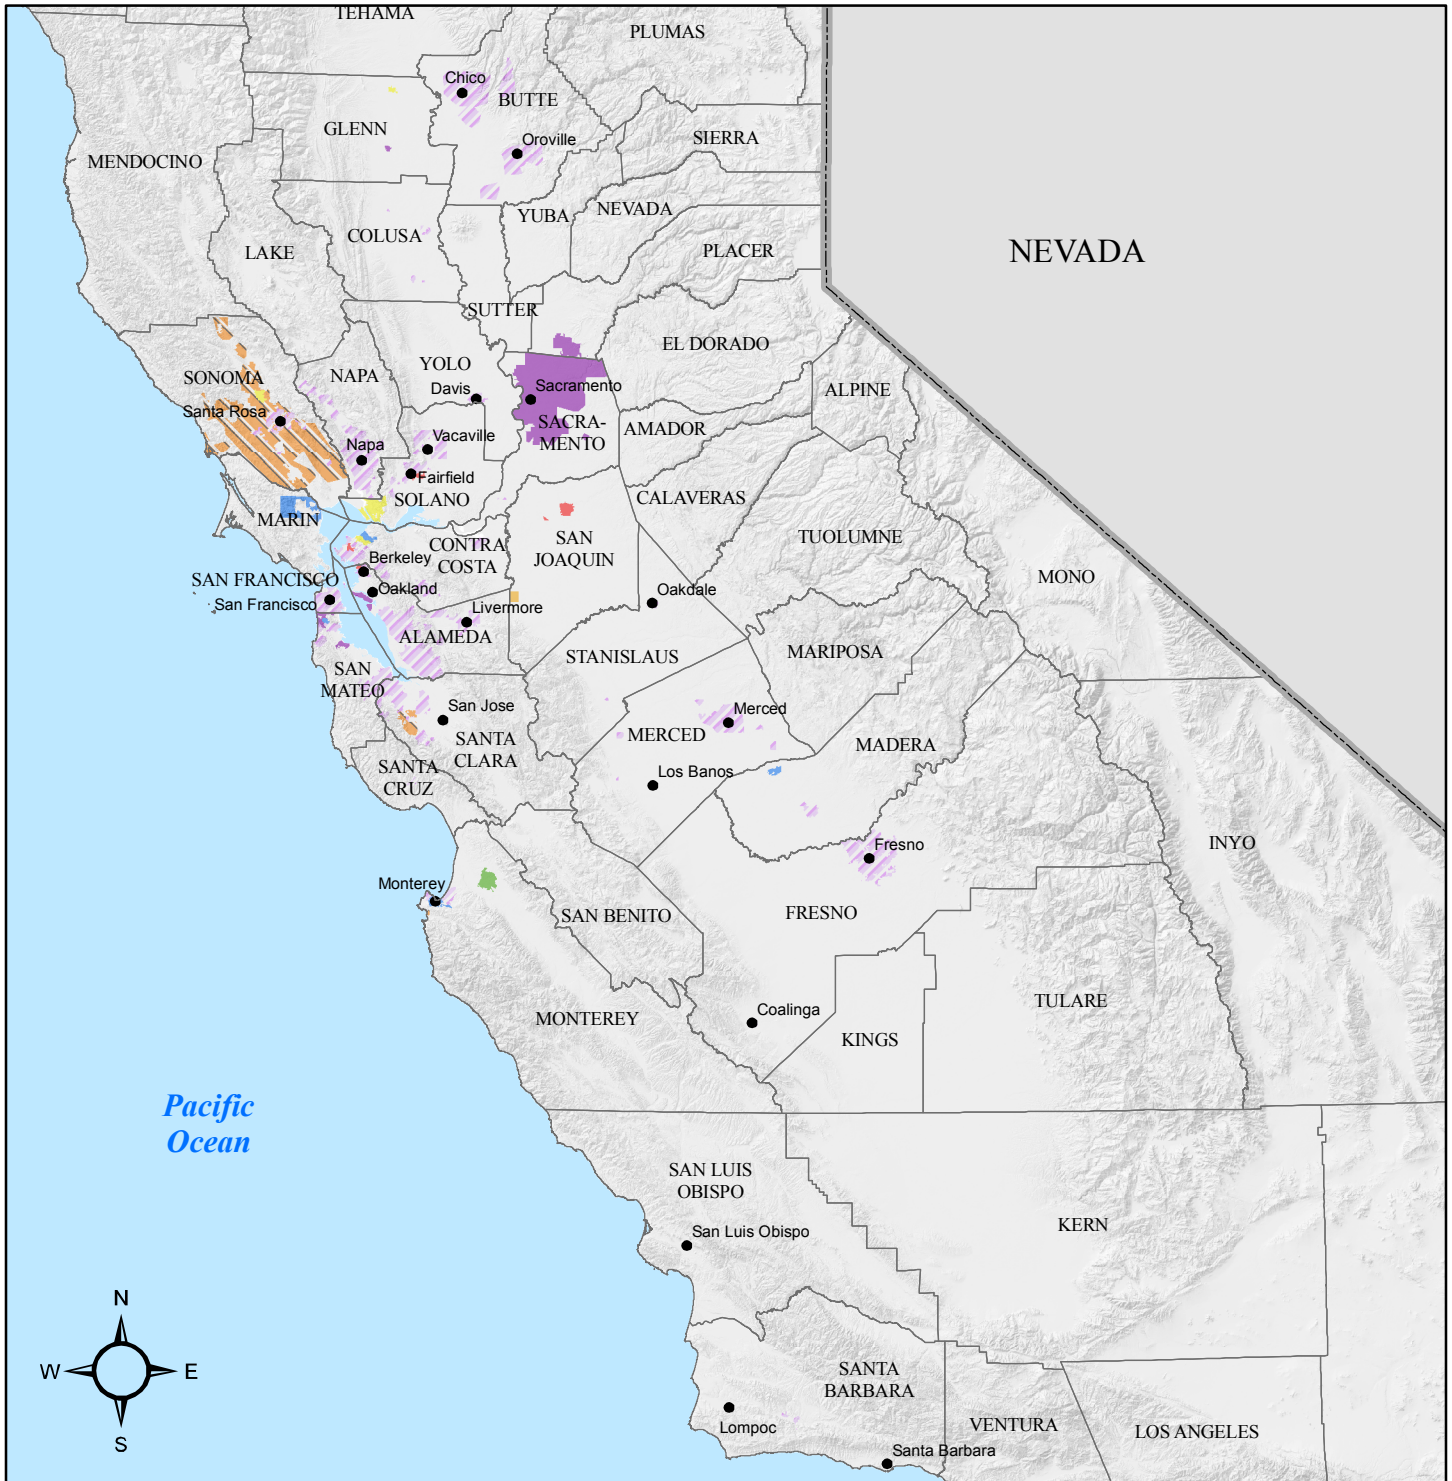 TEHAMA
PLUMAS
Chico
BUTTE
GLENN
SIERRA
Oroville
MENDOCINO
YUBA
NEVADA
COLUSA
LAKE
PLACER
NEVADA
SUTTER
EL DORADO
YOLO
NAPA
SONOMA
Davis
Sacramento
ALPINE
Santa Rosa
SACRA-
MENTO
AMADOR
Napa
Vacaville
Fairfield
SOLANO
CALAVERAS
MARIN
SAN
JOAQUIN
TUOLUMNE
CONTRA
COSTA
Berkeley
MONO
SAN FRANCISCO
Oakland
Oakdale
San Francisco
Livermore
ALAMEDA
STANISLAUS
MARIPOSA
SAN
MATEO
San Jose
Merced
MERCED
SANTA
CLARA
MADERA
SANTA
CRUZ
Los Banos
INYO
Fresno
Monterey
SAN BENITO
FRESNO
TULARE
Coalinga
MONTEREY
KINGS
Pacific
Ocean
SAN LUIS
OBISPO
KERN
San Luis Obispo
N
W
E
S
SANTA
BARBARA
Lompoc
VENTURA
LOS ANGELES
Santa Barbara